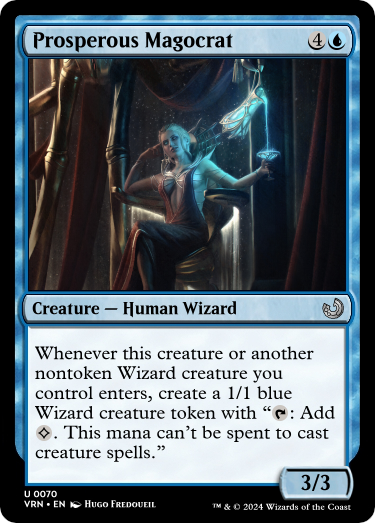 Prosperous Magocrat 4
Creature — Human Wizard
Whenever this creature or another
nontoken Wizard creature you
control enters, create a 1/1 blue
Wizard creature token with “: Add
. This mana can’t be spent to cast
creature spells.”
3/3
U 0070
VRN • EN Hugo Fredoueil
™ & © 2024 Wizards of the Coast